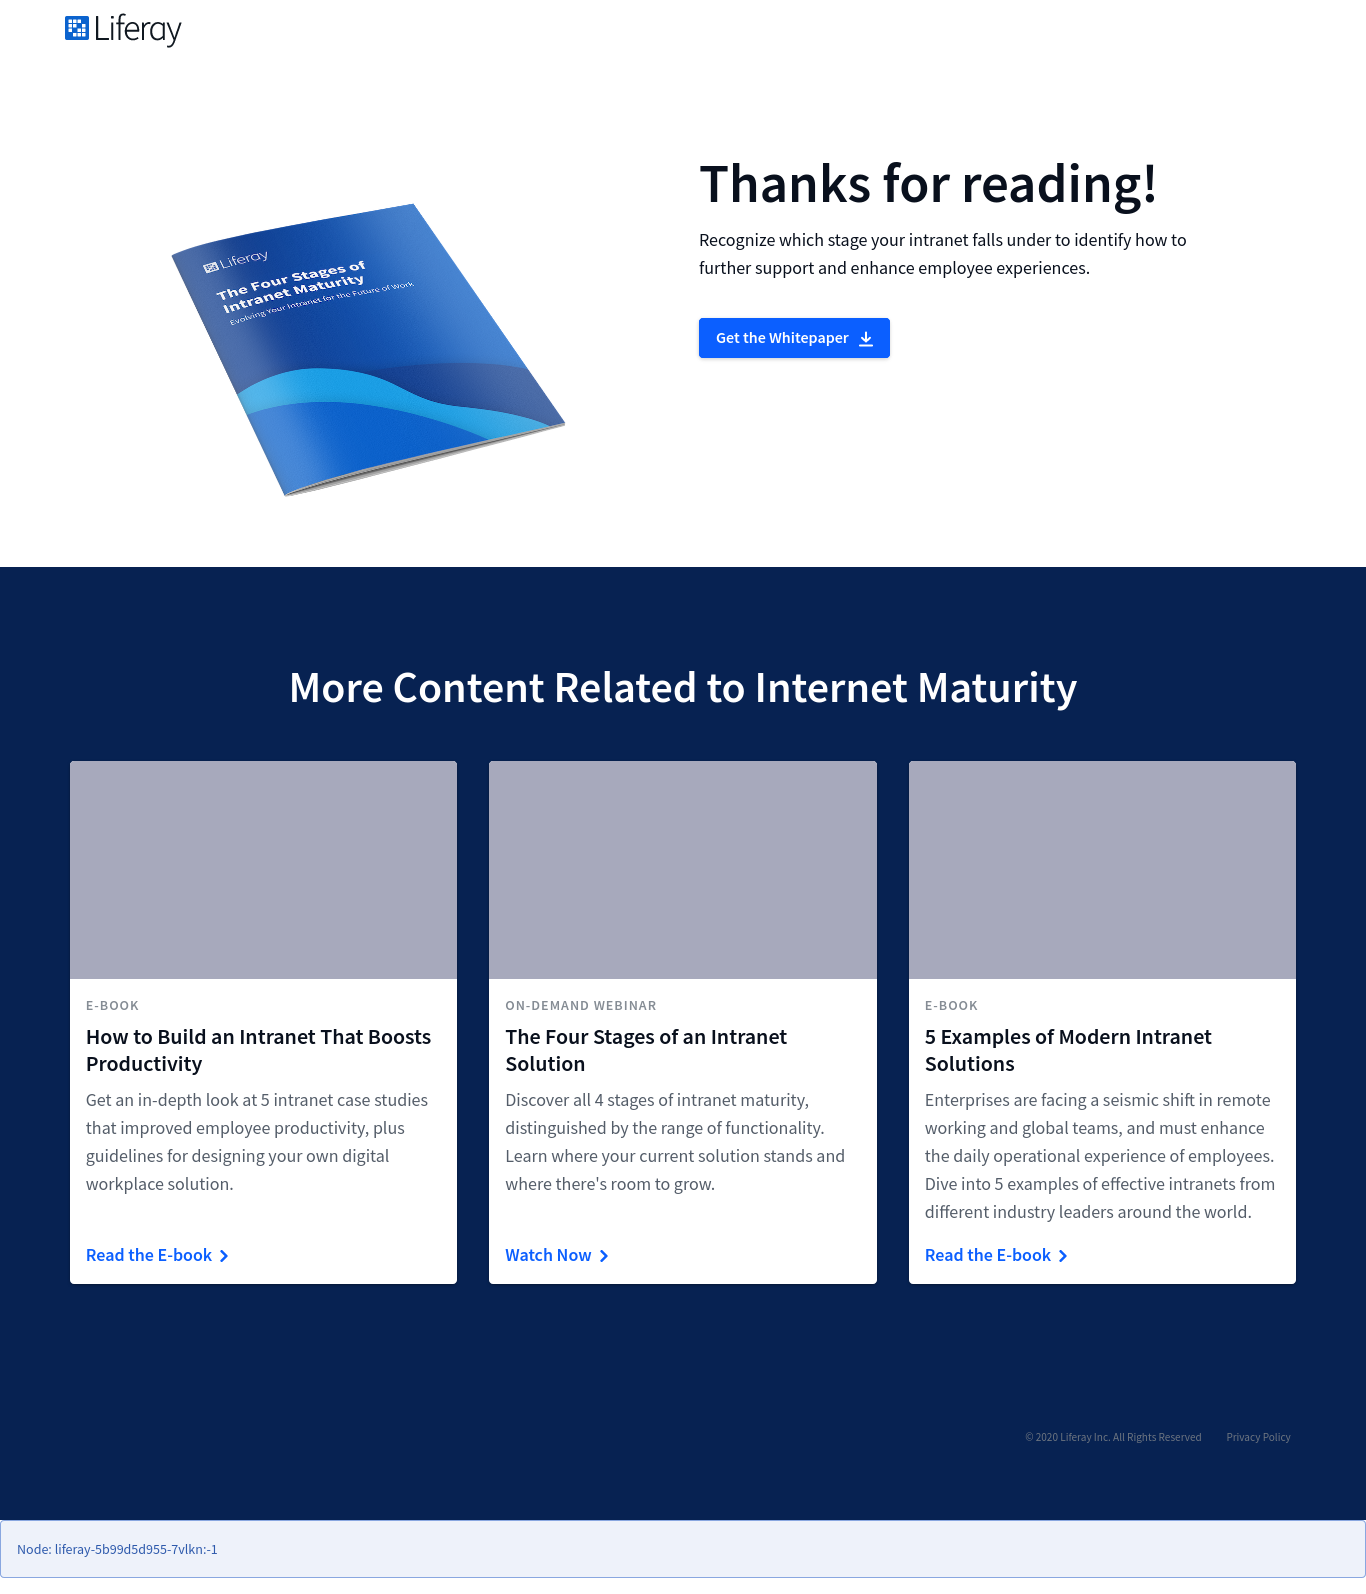 Liferay
Thanks for reading!
Recognize which stage your intranet falls under to identify how to
further support and enhance employee experiences.
Get the Whitepaper
Liferay
The Four Stages of
Intranet Maturity
Evolving Your Intranet for the Future of Work
More Content Related to Internet Maturity
E-BOOK
How to Build an Intranet That Boosts
Productivity
Get an in-depth look at 5 intranet case studies
that improved employee productivity, plus
guidelines for designing your own digital
workplace solution.
Read the E-book
ON-DEMAND WEBINAR
The Four Stages of an Intranet
Solution
Discover all 4 stages of intranet maturity,
distinguished by the range of functionality.
Learn where your current solution stands and
where there's room to grow.
Watch Now
E-BOOK
5 Examples of Modern Intranet
Solutions
Enterprises are facing a seismic shift in remote
working and global teams, and must enhance
the daily operational experience of employees.
Dive into 5 examples of effective intranets from
different industry leaders around the world.
Read the E-book
© 2020 Liferay Inc. All Rights Reserved Privacy Policy
Node: liferay-5b99d5d955-7vlkn:-1